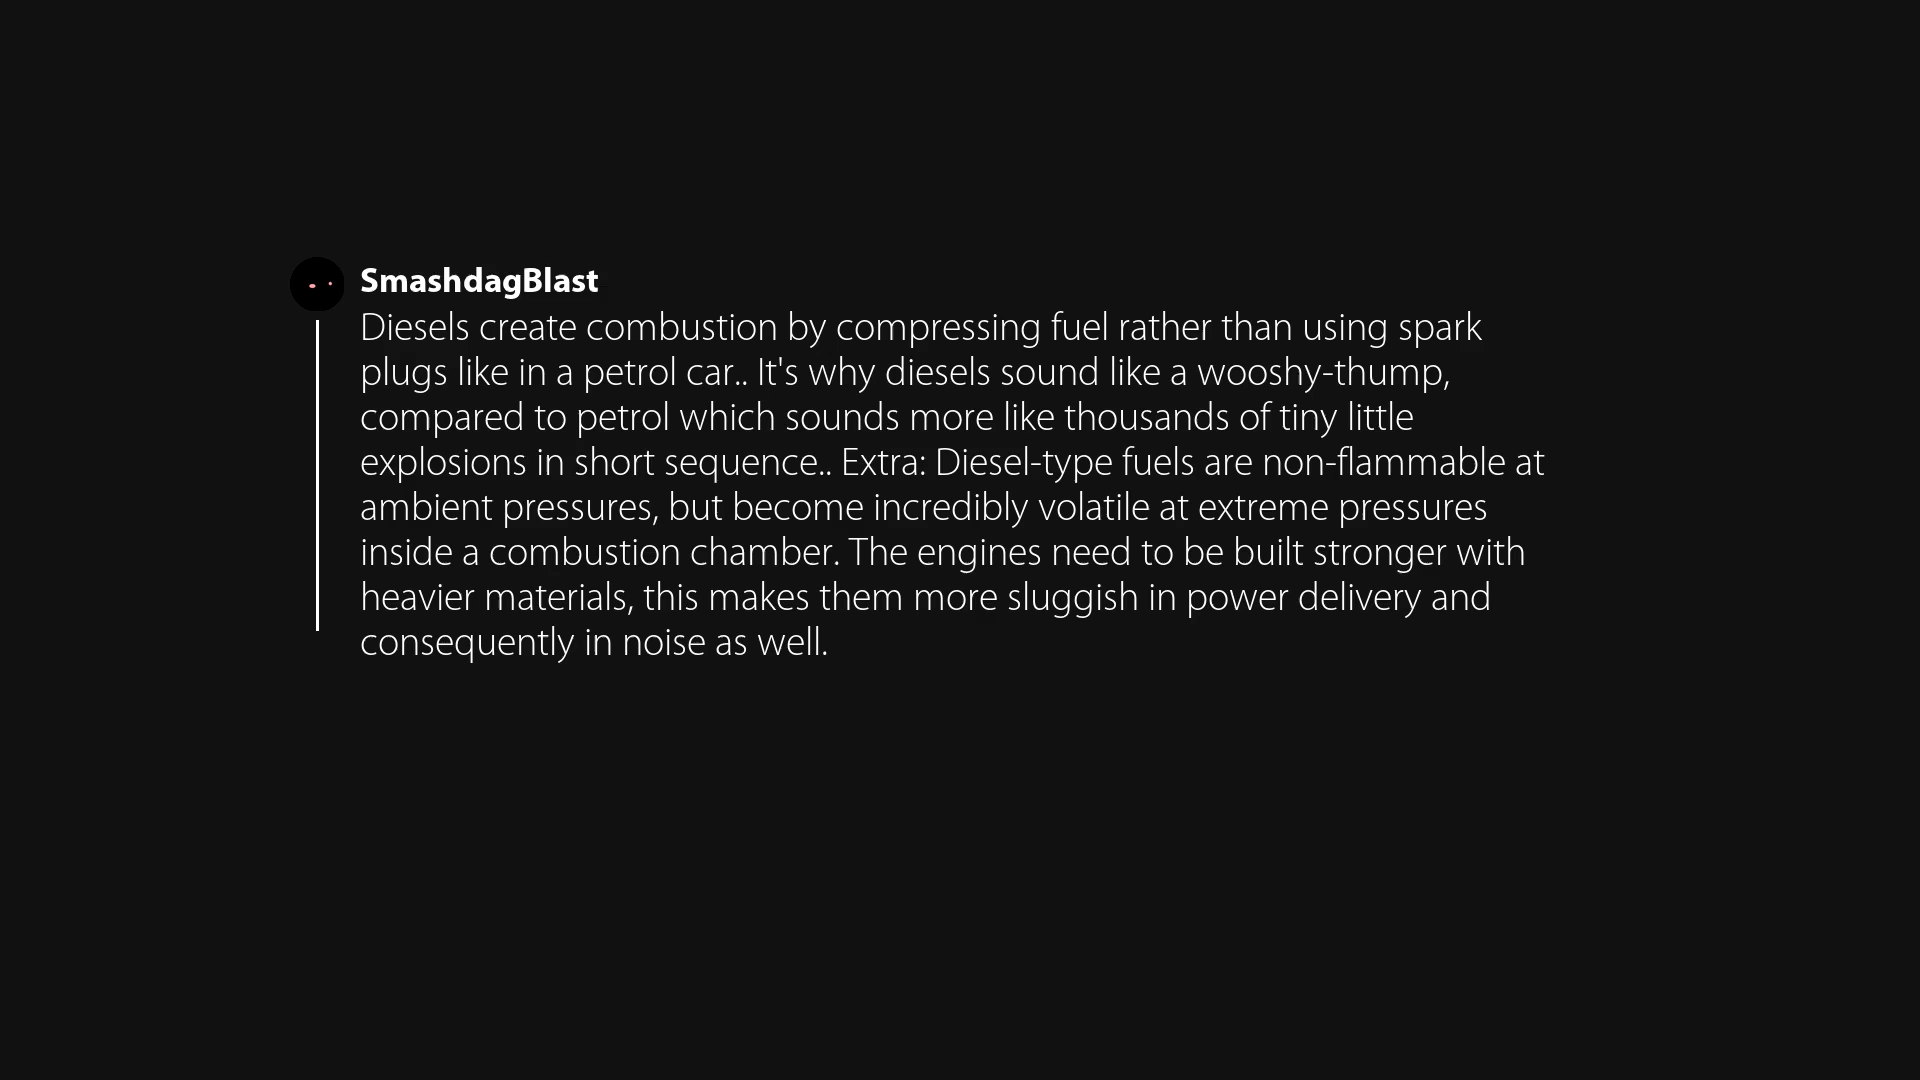 SmashdagBlast
Diesels create combustion by compressing fuel rather than using spark
plugs like in a petrol car.. It's why diesels sound like a wooshy-thump,
compared to petrol which sounds more like thousands of tiny little
explosions in short sequence.. Extra: Diesel-type fuels are non-flammable at
ambient pressures, but become incredibly volatile at extreme pressures
inside a combustion chamber. The engines need to be built stronger with
heavier materials, this makes them more sluggish in power delivery and
consequently in noise as well.